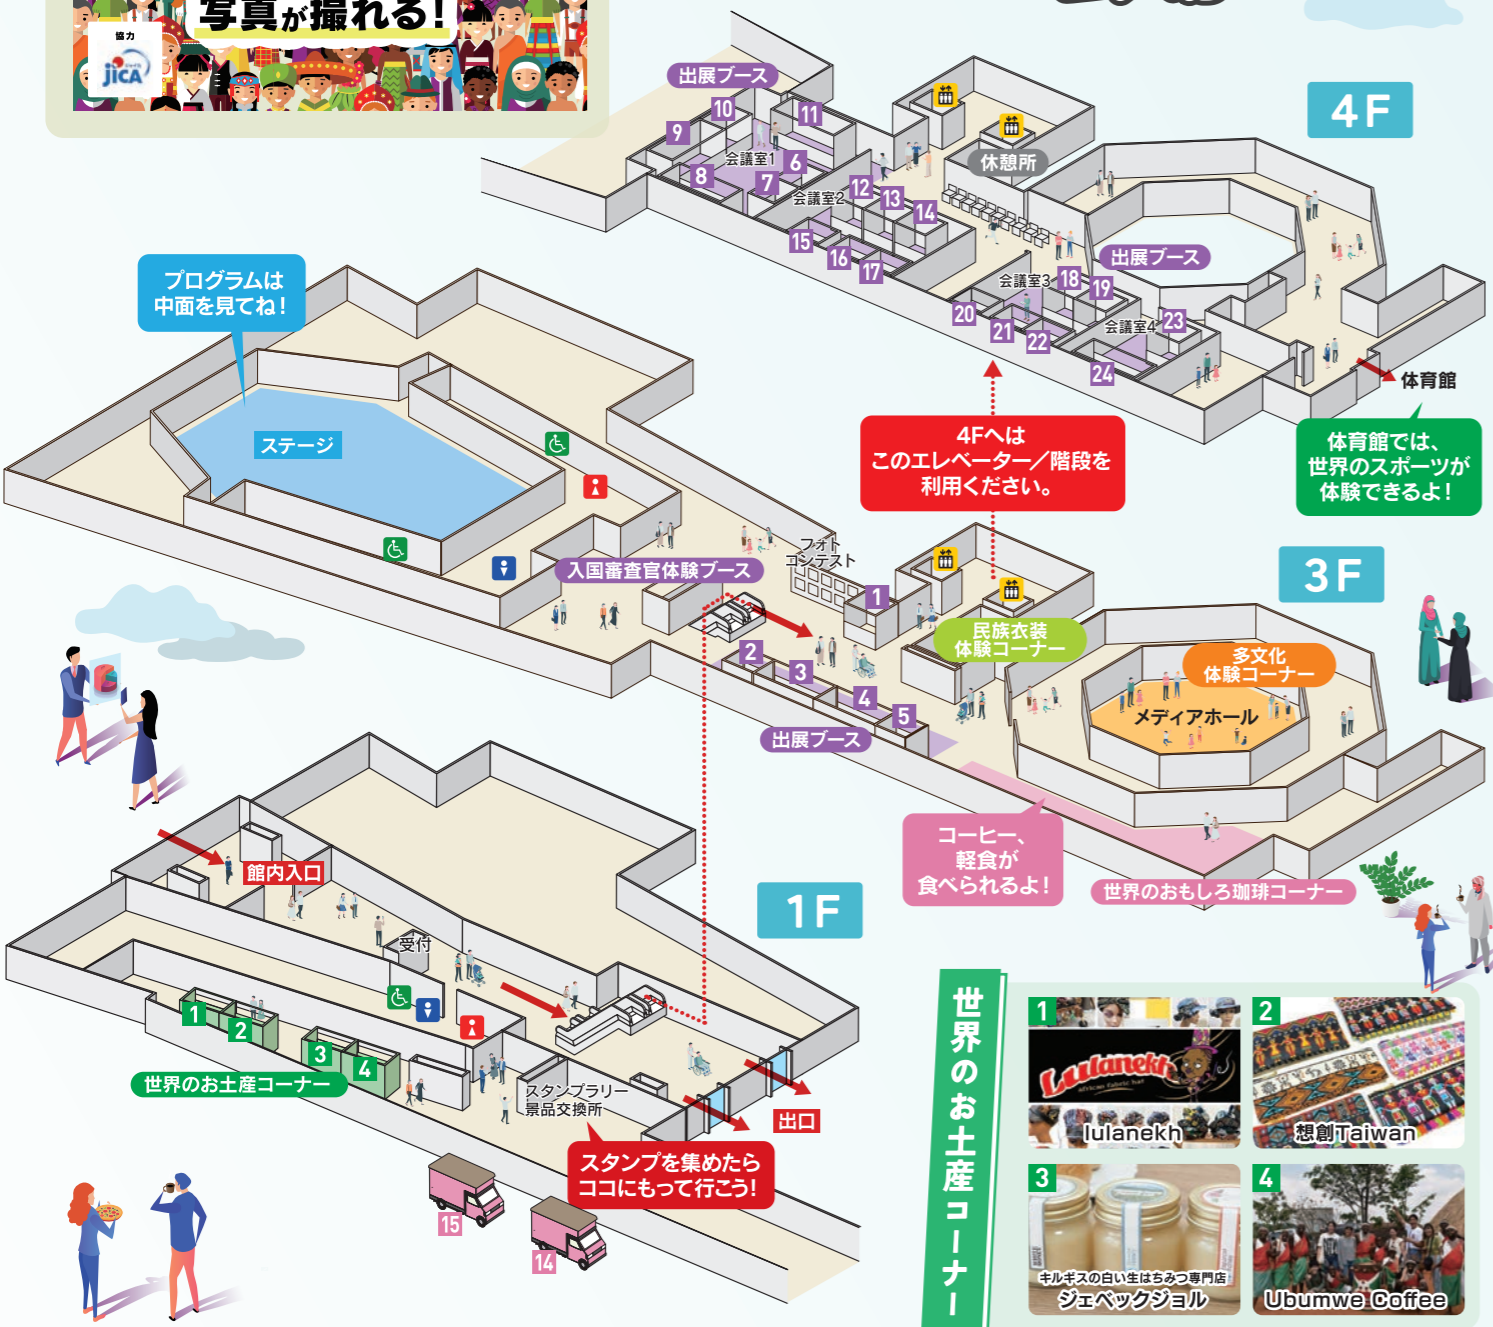 写真が撮れる!
協力
ジャイカ
jICA
4F
出展ブース
9
10
11
会議室1
6
7
8
会議室2
12
13
14
15
16
17
休憩所
出展ブース
会議室3
18
19
20
21
22
会議室4
23
24
体育館
体育館では、
世界のスポーツが
体験できるよ!
4Fへは
このエレベーター／階段を
利用ください。
プログラムは
中面を見てね!
ステージ
3F
入国審査官体験ブース
フォト
コンテスト
1
2
3
4
5
出展ブース
民族衣装
体験コーナー
多文化
体験コーナー
メディアホール
コーヒー、
軽食が
食べられるよ!
世界のおもしろ珈琲コーナー
1F
館内入口
受付
1
2
3
4
世界のお土産コーナー
スタンプラリー
景品交換所
出口
スタンプを集めたら
ココにもって行こう!
15
14
世界のお土産コーナー
1
Lulanekh
african fabric hat
lulanekh
2
想創Taiwan
3
キルギスの白い生はちみつ専門店
ジェベックジョル
4
Ubumwe Coffee